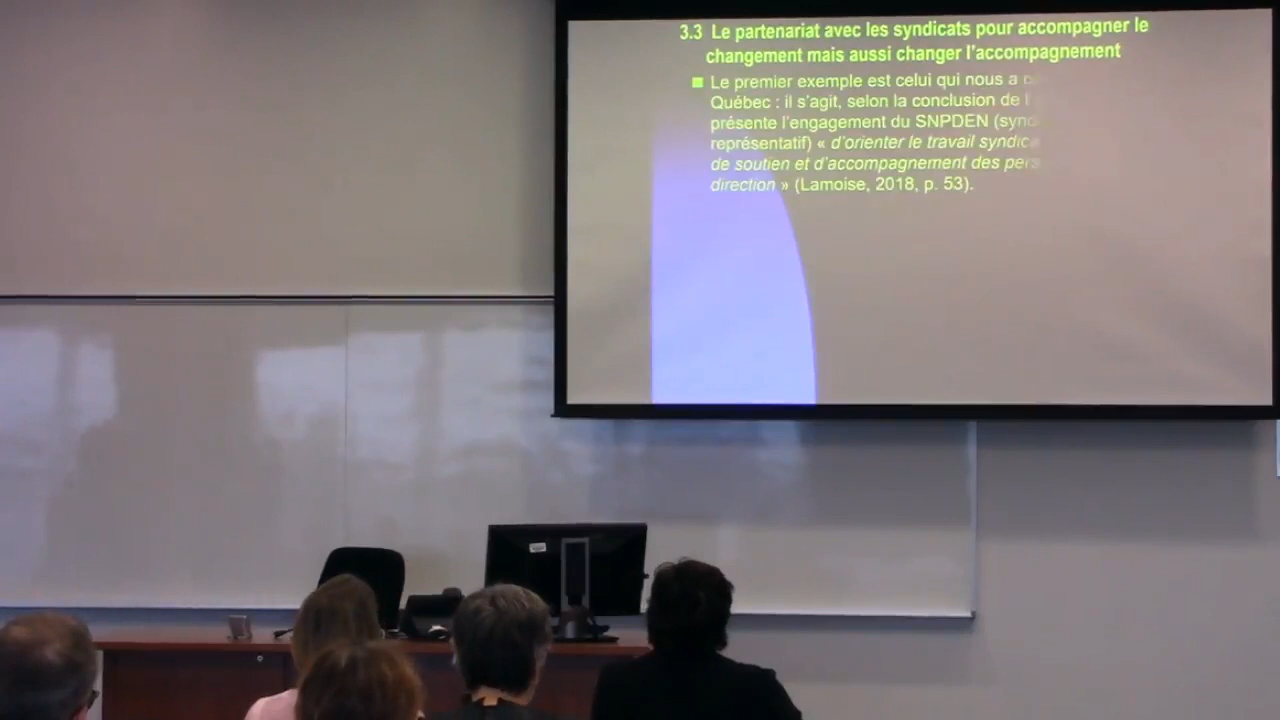 3.3 Le partenariat avec les syndicats pour accompagner le
changement mais aussi changer l'accompagnement
Le premier exemple est celui qui nous a
Québec : il s'agit, selon la conclusion de
présente l'engagement du SNPDEN
représentatif) « d'orienter le travail
de soutien et d'accompagnement des
direction » (Lamoise, 2018, p. 53).